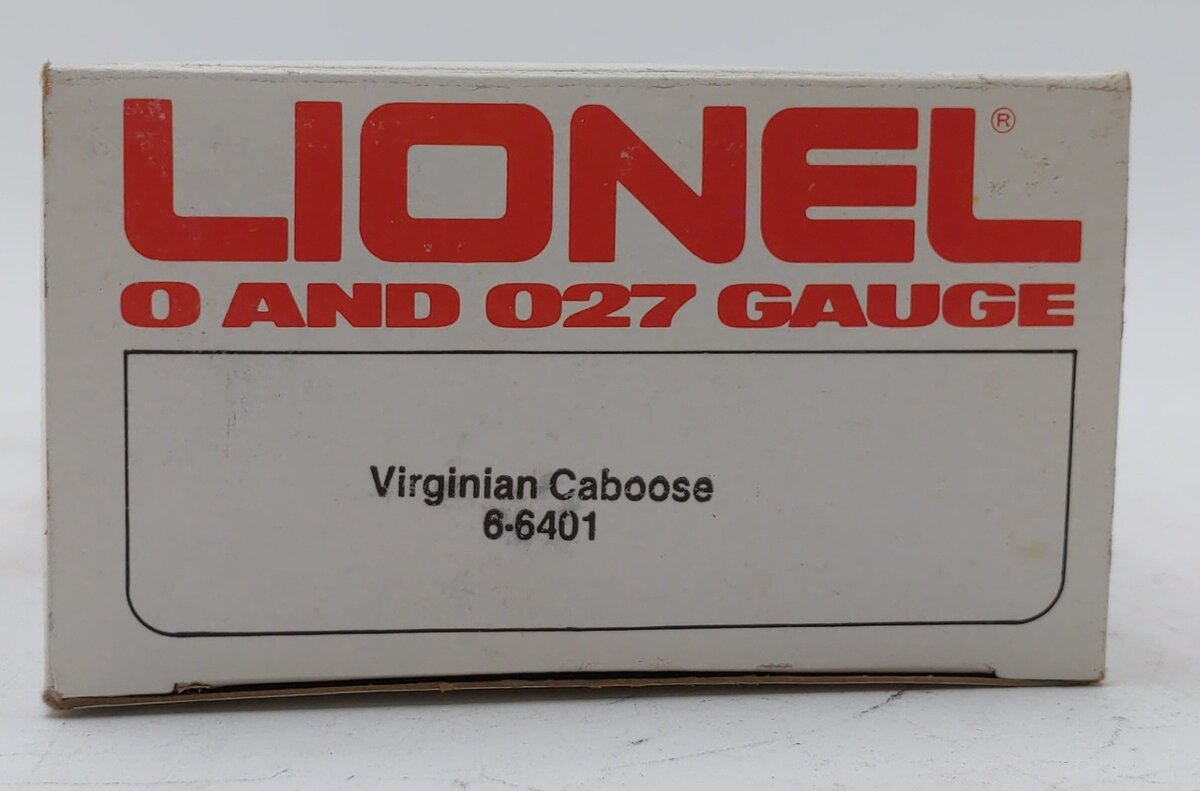 LIONEL®
O AND O27 GAUGE
Virginian Caboose
6-6401